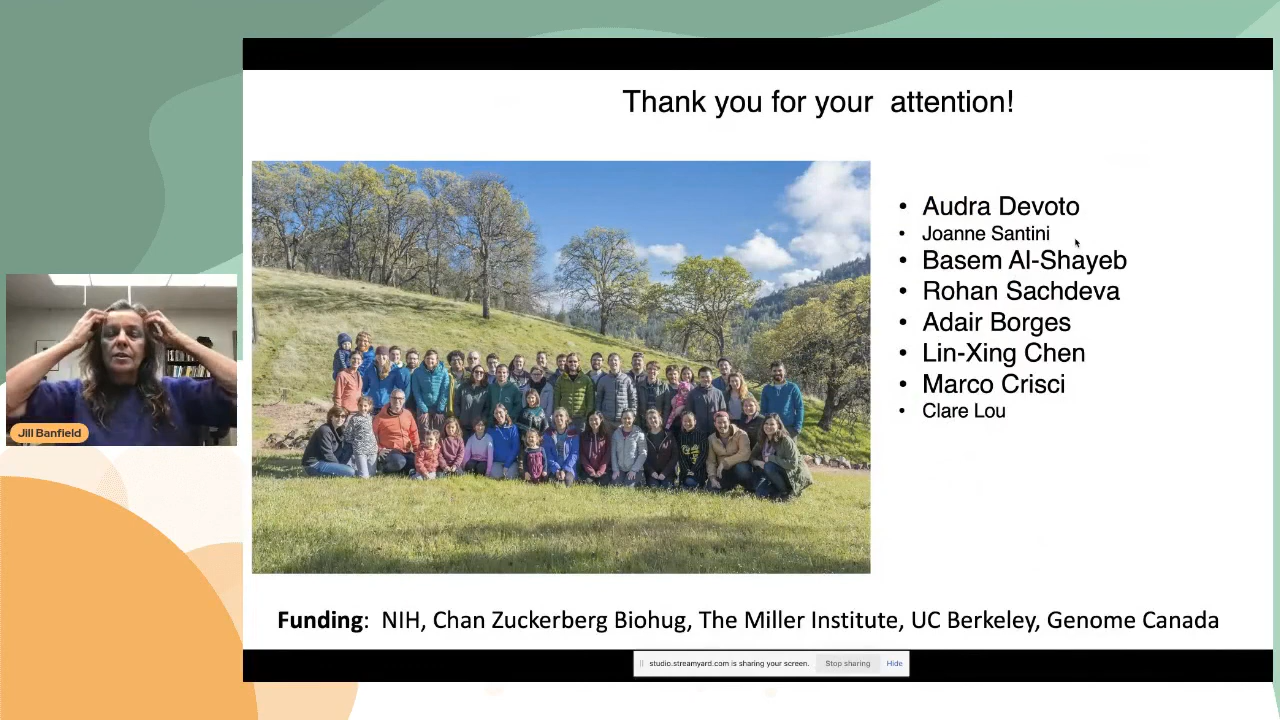 Thank you for your  attention!
• Audra Devoto
• Joanne Santini
• Basem Al-Shayeb
• Rohan Sachdeva
• Adair Borges
• Lin-Xing Chen
• Marco Crisci
• Clare Lou
Jill Banfield
Funding:  NIH, Chan Zuckerberg Biohug, The Miller Institute, UC Berkeley, Genome Canada
studio.streamyard.com is sharing your screen.
Stop sharing
Hide